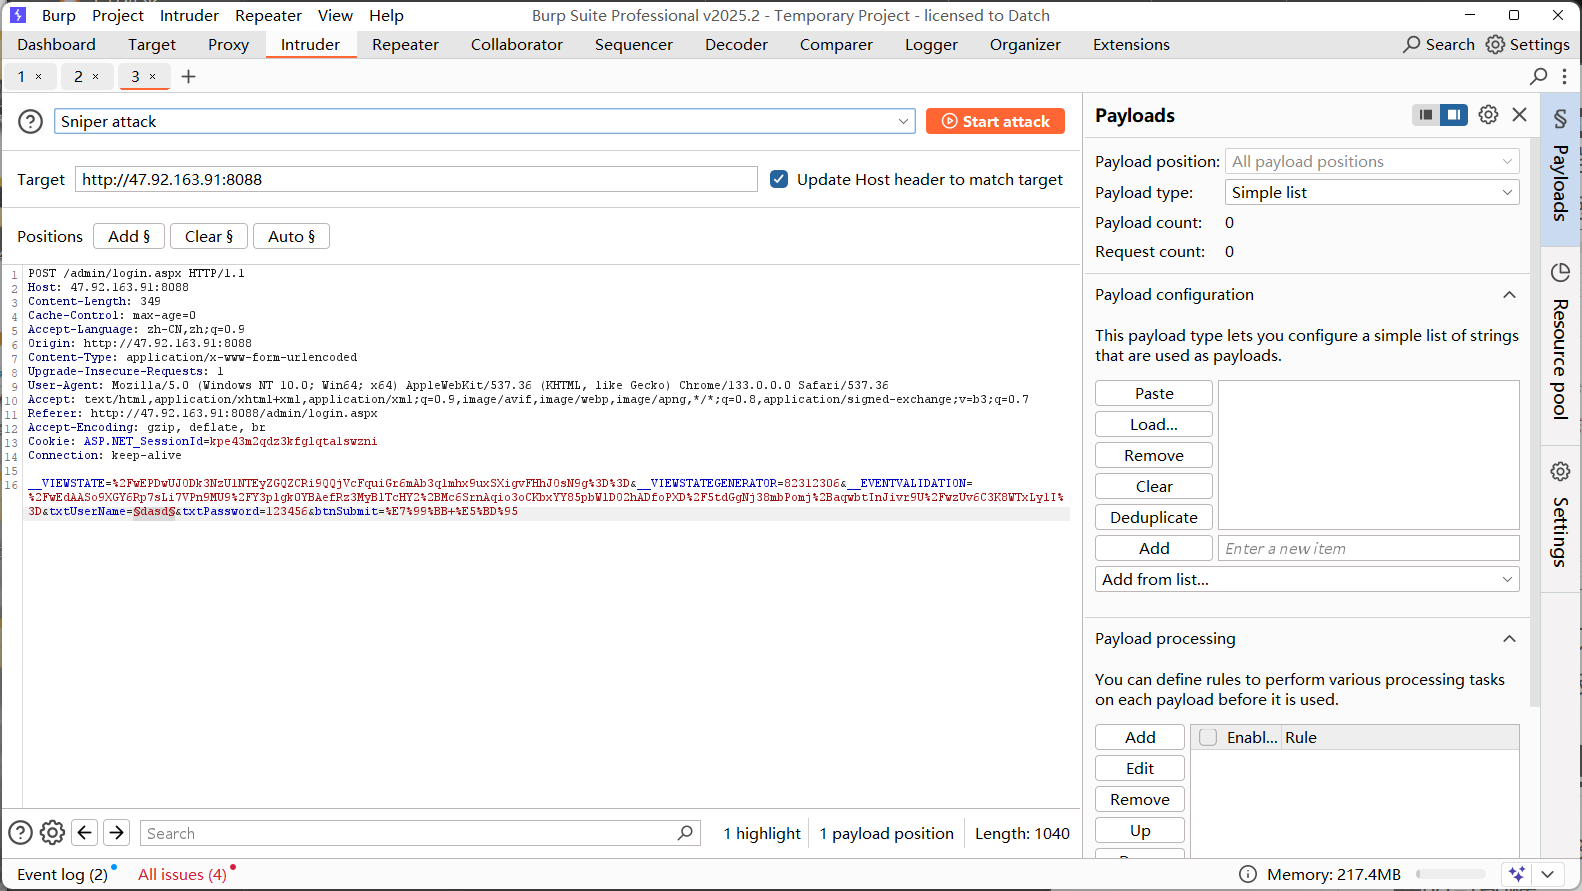 Burp Project Intruder Repeater View Help Burp Suite Professional v2025.2 - Temporary Project - licensed to Datch
Dashboard Target Proxy Intruder Repeater Collaborator Sequencer Decoder Comparer Logger Organizer Extensions Search Settings
1 × 2 × 3 × +
Sniper attack Start attack
Target http://47.92.163.91:8088 Update Host header to match target
Positions Add § Clear § Auto §
1 POST /admin/login.aspx HTTP/1.1
2 Host: 47.92.163.91:8088
3 Content-Length: 349
4 Cache-Control: max-age=0
5 Accept-Language: zh-CN,zh;q=0.9
6 Origin: http://47.92.163.91:8088
7 Content-Type: application/x-www-form-urlencoded
8 Upgrade-Insecure-Requests: 1
9 User-Agent: Mozilla/5.0 (Windows NT 10.0; Win64; x64) AppleWebKit/537.36 (KHTML, like Gecko) Chrome/133.0.0.0 Safari/537.36
10 Accept: text/html,application/xhtml+xml,application/xml;q=0.9,image/avif,image/webp,image/apng,*/*;q=0.8,application/signed-exchange;v=b3;q=0.7
11 Referer: http://47.92.163.91:8088/admin/login.aspx
12 Accept-Encoding: gzip, deflate, br
13 Cookie: ASP.NET_SessionId=kpe43m2qdz3kfglqtalswzni
14 Connection: keep-alive
15
16 __VIEWSTATE=%2FwEPDwUJODk3NzU1NTEyZGQZCRi9QQjVcFquiGr6mAb3qlmhx9uxSXigvFHhJ0sN9g%3D%3D&__VIEWSTATEGENERATOR=82312306&__EVENTVALIDATION=
%2FwEdAASo9XGY6Rp7sLi7VPn9MU9%2FY3plgk0YBAefRz3MyBlTcHY2%2BMc6SrnAqio3oCKbxYY85pbWlD02hADfoPXD%2F5tdGgNj38mbPomj%2BaqwbtInJivr9U%2FwzUv6C3K8WTxLylI%
3D&txtUserName=§dasd§&txtPassword=123456&btnSubmit=%E7%99%BB+%E5%BD%95
Search 1 highlight 1 payload position Length: 1040
Event log (2) All issues (4) Memory: 217.4MB
Payloads
Payload position: All payload positions
Payload type: Simple list
Payload count: 0
Request count: 0
Payload configuration
This payload type lets you configure a simple list of strings
that are used as payloads.
Paste
Load...
Remove
Clear
Deduplicate
Add Enter a new item
Add from list...
Payload processing
You can define rules to perform various processing tasks
on each payload before it is used.
Add Enabl... Rule
Edit
Remove
Up
§ Payloads
Resource pool
Settings